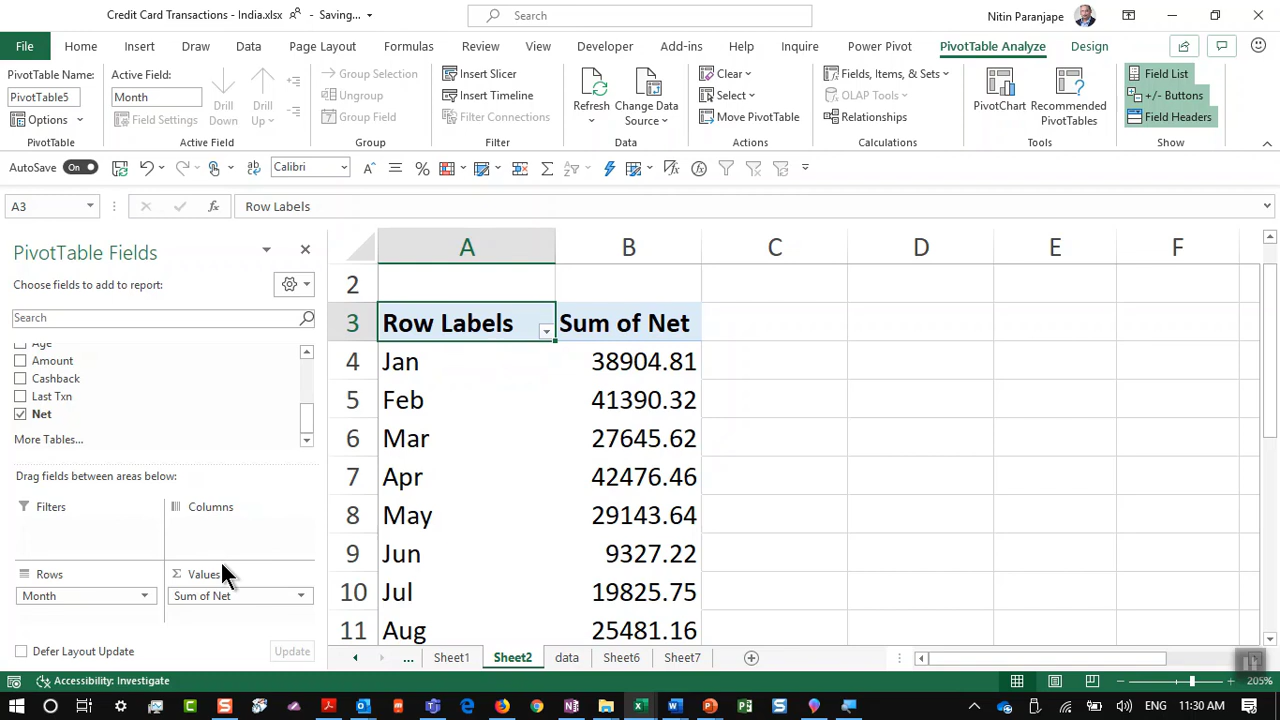 Credit Card Transactions - India.xlsx
Saving...
Search
Nitin Paranjape
File
Home
Insert
Draw
Data
Page Layout
Formulas
Review
View
Developer
Add-ins
Help
Inquire
Power Pivot
PivotTable Analyze
Design
PivotTable Name:
PivotTable5
Options
PivotTable
Active Field:
Month
Field Settings
Drill Down
Drill Up
Active Field
Group Selection
Ungroup
Group Field
Group
Insert Slicer
Insert Timeline
Filter Connections
Filter
Refresh
Change Data Source
Data
Clear
Select
Move PivotTable
Actions
Fields, Items, & Sets
OLAP Tools
Relationships
Calculations
PivotChart
Recommended PivotTables
Tools
Field List
+/- Buttons
Field Headers
Show
AutoSave On
Calibri
A3
Row Labels
PivotTable Fields
Choose fields to add to report:
Search
Age
Amount
Cashback
Last Txn
Net
More Tables...
Drag fields between areas below:
Filters
Columns
Rows
Σ Values
Month
Sum of Net
Defer Layout Update
Update
A B C D E F
2
3 Row Labels Sum of Net
4 Jan 38904.81
5 Feb 41390.32
6 Mar 27645.62
7 Apr 42476.46
8 May 29143.64
9 Jun 9327.22
10 Jul 19825.75
11 Aug 25481.16
... Sheet1 Sheet2 data Sheet6 Sheet7
Accessibility: Investigate
205%
ENG 11:30 AM